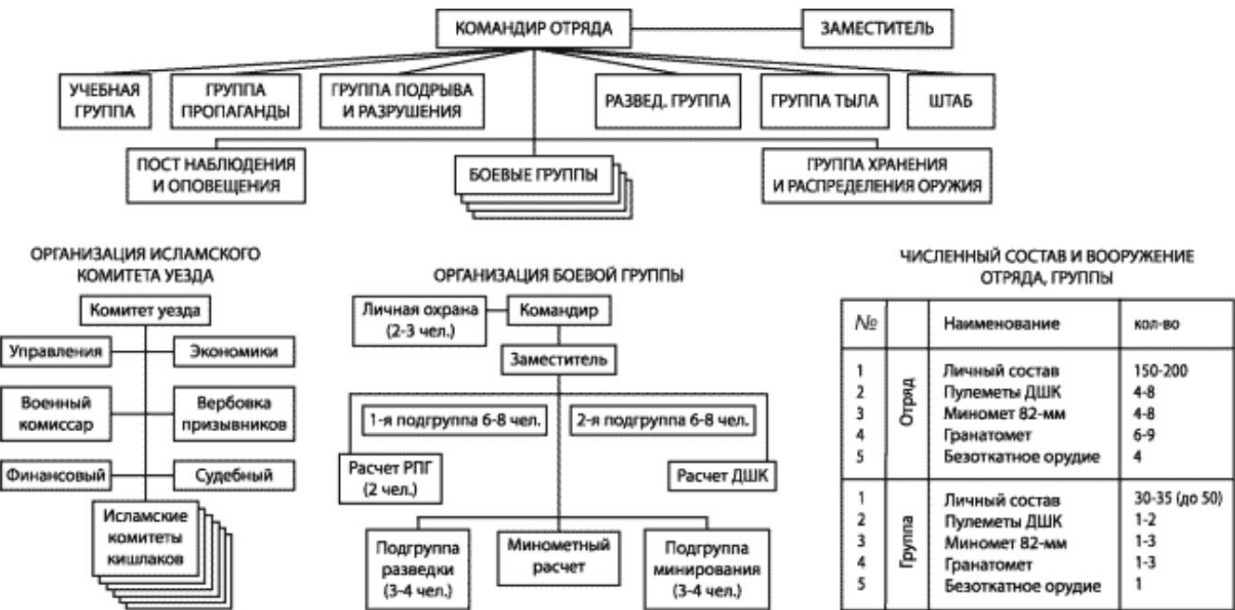 КОМАНДИР ОТРЯДА
ЗАМЕСТИТЕЛЬ
УЧЕБНАЯ
ГРУППА
ГРУППА
ПРОПАГАНДЫ
ГРУППА ПОДРЫВА
И РАЗРУШЕНИЯ
РАЗВЕД. ГРУППА
ГРУППА ТЫЛА
ШТАБ
ПОСТ НАБЛЮДЕНИЯ
И ОПОВЕЩЕНИЯ
БОЕВЫЕ ГРУППЫ
ГРУППА ХРАНЕНИЯ
И РАСПРЕДЕЛЕНИЯ ОРУЖИЯ
ОРГАНИЗАЦИЯ ИСЛАМСКОГО
КОМИТЕТА УЕЗДА
Комитет уезда
Управления
Экономики
Военный
комиссар
Вербовка
призывников
Финансовый
Судебный
Исламские
комитеты
кишлаков
ОРГАНИЗАЦИЯ БОЕВОЙ ГРУППЫ
Личная охрана
(2-3 чел.)
Командир
Заместитель
1-я подгруппа 6-8 чел.
2-я подгруппа 6-8 чел.
Расчет РПГ
(2 чел.)
Расчет ДШК
Подгруппа
разведки
(3-4 чел.)
Минометный
расчет
Подгруппа
минирования
(3-4 чел.)
ЧИСЛЕННЫЙ СОСТАВ И ВООРУЖЕНИЕ
ОТРЯДА, ГРУППЫ
№ Наименование кол-во
Отряд
1 Личный состав 150-200
2 Пулеметы ДШК 4-8
3 Миномет 82-мм 4-8
4 Гранатомет 6-9
5 Безоткатное орудие 4
Группа
1 Личный состав 30-35 (до 50)
2 Пулеметы ДШК 1-2
3 Миномет 82-мм 1-3
4 Гранатомет 1-3
5 Безоткатное орудие 1